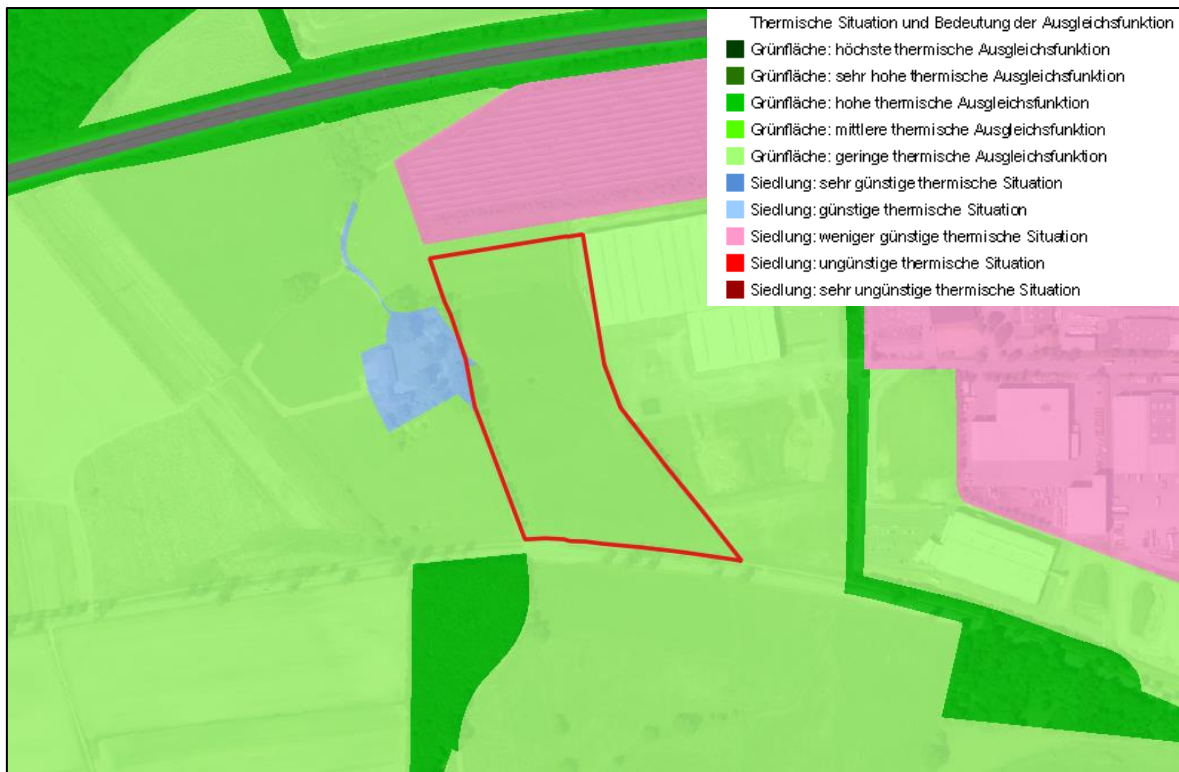 Thermische Situation und Bedeutung der Ausgleichsfunktion
Grünfläche: höchste thermische Ausgleichsfunktion
Grünfläche: sehr hohe thermische Ausgleichsfunktion
Grünfläche: hohe thermische Ausgleichsfunktion
Grünfläche: mittlere thermische Ausgleichsfunktion
Grünfläche: geringe thermische Ausgleichsfunktion
Siedlung: sehr günstige thermische Situation
Siedlung: günstige thermische Situation
Siedlung: weniger günstige thermische Situation
Siedlung: ungünstige thermische Situation
Siedlung: sehr ungünstige thermische Situation